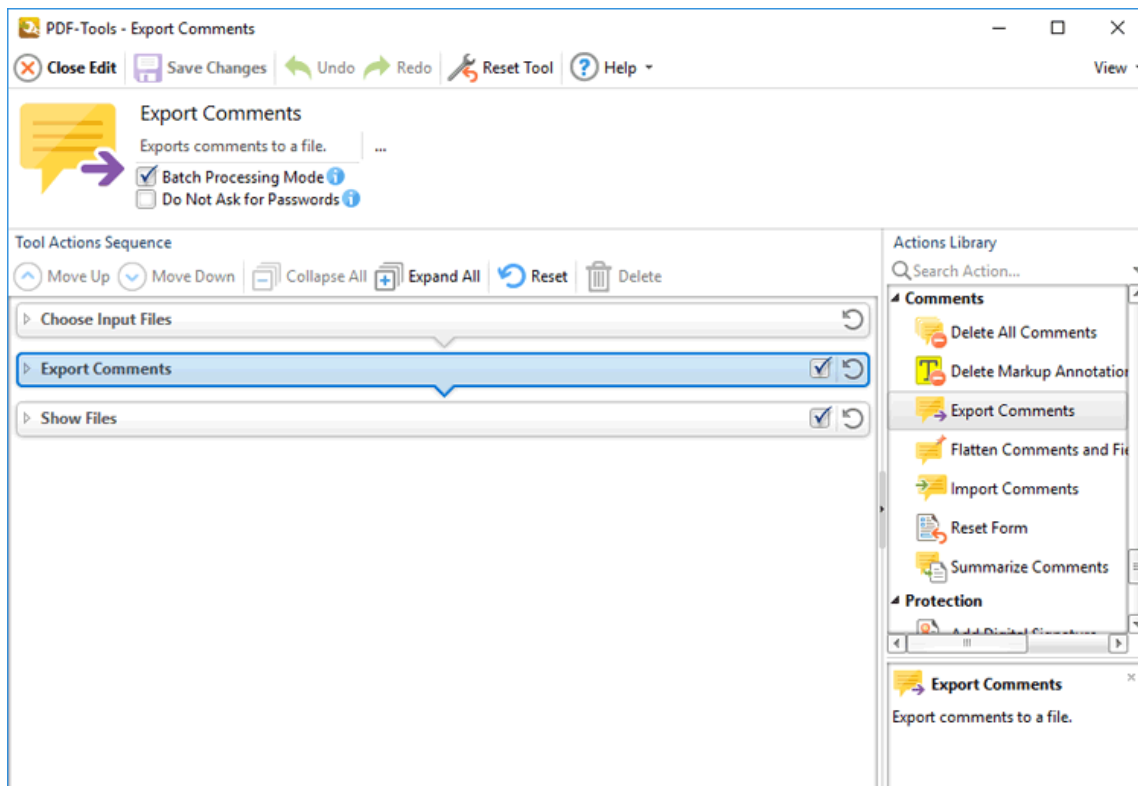 PDF-Tools - Export Comments
Close Edit Save Changes Undo Redo Reset Tool Help View
Export Comments
Exports comments to a file. ...
Batch Processing Mode
Do Not Ask for Passwords
Tool Actions Sequence
Move Up Move Down Collapse All Expand All Reset Delete
Choose Input Files
Export Comments
Show Files
Actions Library
Search Action...
Comments
Delete All Comments
Delete Markup Annotation
Export Comments
Flatten Comments and Fie
Import Comments
Reset Form
Summarize Comments
Protection
Add Digital Signature
Export Comments
Export comments to a file.